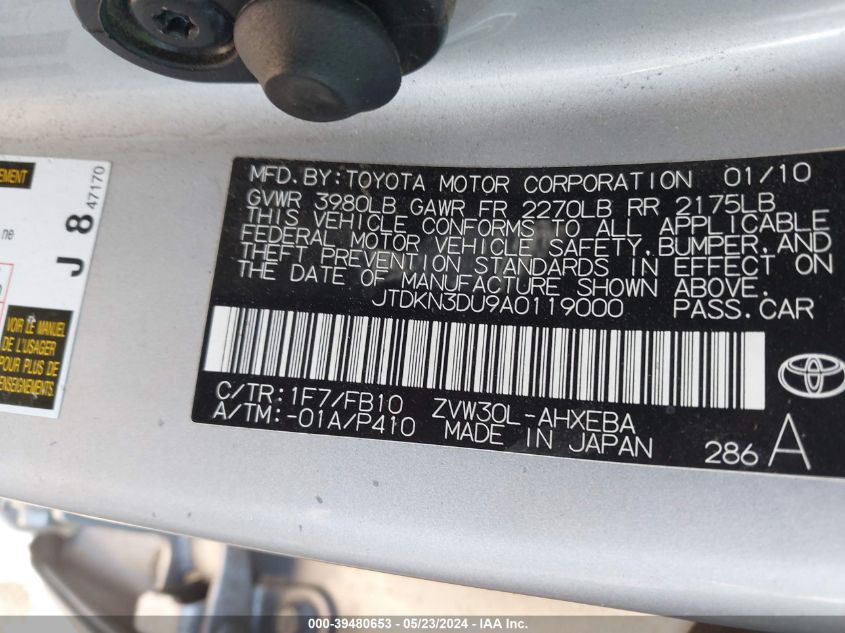 EMENT
J 8
47170
ne
VOIR LE MANUEL
DE L'USAGER
POUR PLUS DE
RENSEIGNEMENTS.
MFD. BY: TOYOTA MOTOR CORPORATION 01/10
GVWR 3980LB GAWR FR 2270LB RR 2175LB
THIS VEHICLE CONFORMS TO ALL APPLICABLE
FEDERAL MOTOR VEHICLE SAFETY, BUMPER, AND
THEFT PREVENTION STANDARDS IN EFFECT ON
THE DATE OF MANUFACTURE SHOWN ABOVE.
JTDKN3DU9A0119000 PASS.CAR
C/TR:1F7/FB10 ZVW30L-AHXEBA
A/TM:-01A/P410 MADE IN JAPAN
286 A
000-39480653 - 05/23/2024 - IAA Inc.